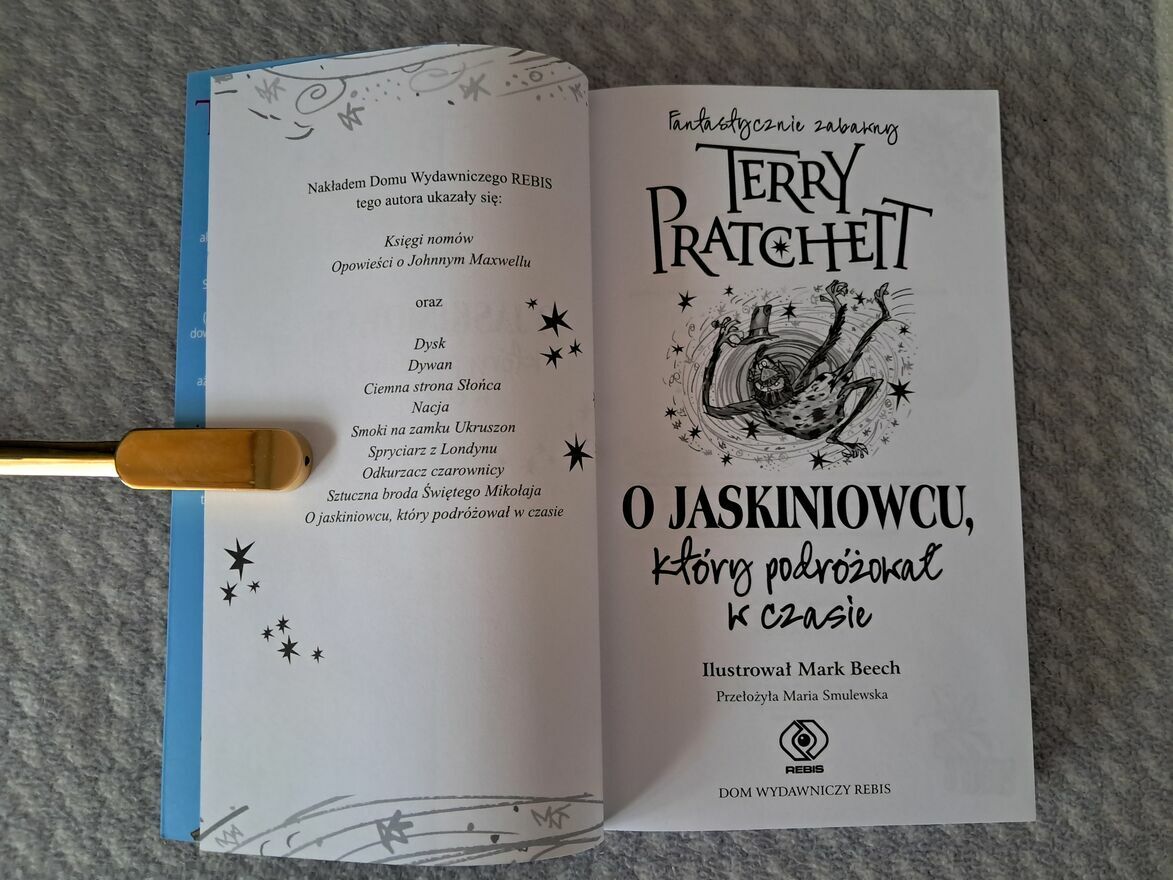 Nakładem Domu Wydawniczego REBIS
tego autora ukazały się:
Księgi nomów
Opowieści o Johnnym Maxwellu
oraz
Dysk
Dywan
Ciemna strona Słońca
Nacja
Smoki na zamku Ukruszon
Spryciarz z Londynu
Odkurzacz czarownicy
Sztuczna broda Świętego Mikołaja
O jaskiniowcu, który podróżował w czasie
Fantastycznie zabawny
TERRY
PRATCHETT
O JASKINIOWCU,
który podróżował
w czasie
Ilustrował Mark Beech
Przełożyła Maria Smulewska
REBIS
DOM WYDAWNICZY REBIS